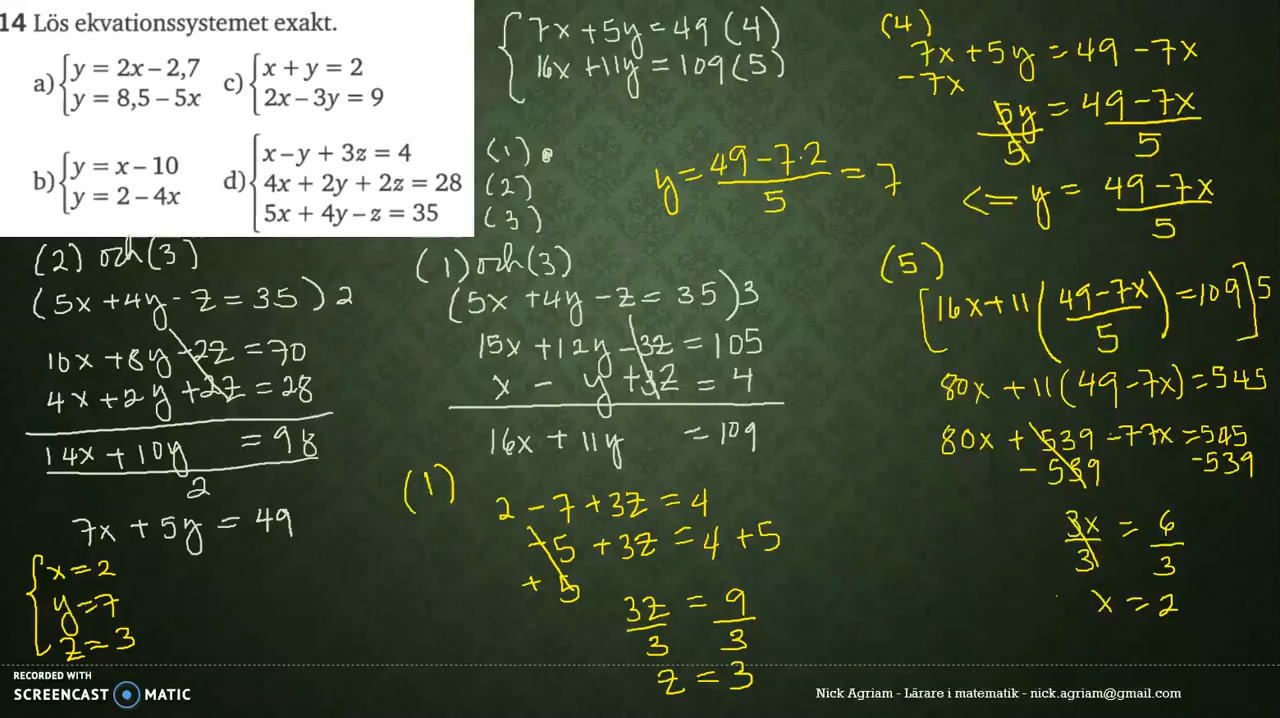 14 Lös ekvationssystemet exakt.
a) { y = 2x – 2,7
y = 8,5 – 5x
c) { x + y = 2
2x – 3y = 9
b) { y = x – 10
y = 2 – 4x
d) { x – y + 3z = 4
4x + 2y + 2z = 28
5x + 4y – z = 35
{ 7x + 5y = 49 (4)
16x + 11y = 109 (5)
(1)
(2)
(3)
y = (49 - 7·2)/5 = 7
(4)
7x + 5y = 49 - 7x
-7x
5y/5 = (49 - 7x)/5
<= y = (49 - 7x)/5
(2) och (3)
(5x + 4y - z = 35) 2
10x + 8y - 2z = 70
4x + 2y + 2z = 28
14x + 10y = 98
2
7x + 5y = 49
{ x = 2
y = 7
z = 3
(1) och (3)
(5x + 4y - z = 35) 3
15x + 12y - 3z = 105
x - y + 3z = 4
16x + 11y = 109
(1)
2 - 7 + 3z = 4
-5 + 3z = 4 + 5
+5
3z/3 = 9/3
z = 3
(5)
[16x + 11((49 - 7x)/5) = 109] 5
80x + 11(49 - 7x) = 545
80x + 539 - 77x = 545
-539 -539
3x/3 = 6/3
x = 2
RECORDED WITH
SCREENCAST MATIC
Nick Agriam - Lärare i matematik - nick.agriam@gmail.com